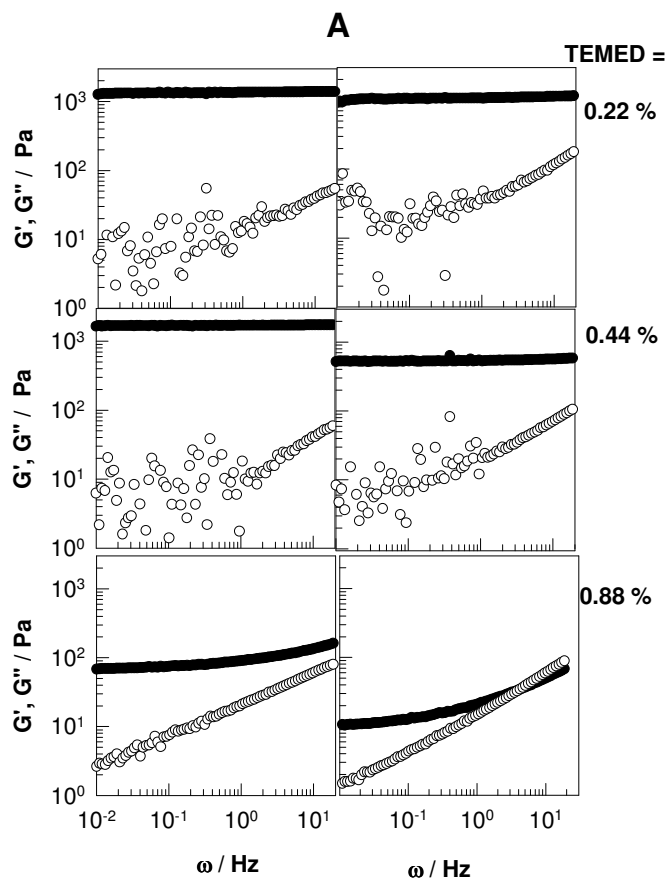 A
TEMED =
0.22 %
10³
10²
10¹
10⁰
G', G'' / Pa
0.44 %
10³
10²
10¹
10⁰
G', G'' / Pa
0.88 %
10³
10²
10¹
10⁰
G', G'' / Pa
10⁻² 10⁻¹ 10⁰ 10¹ 10⁻¹ 10⁰ 10¹
ω / Hz ω / Hz